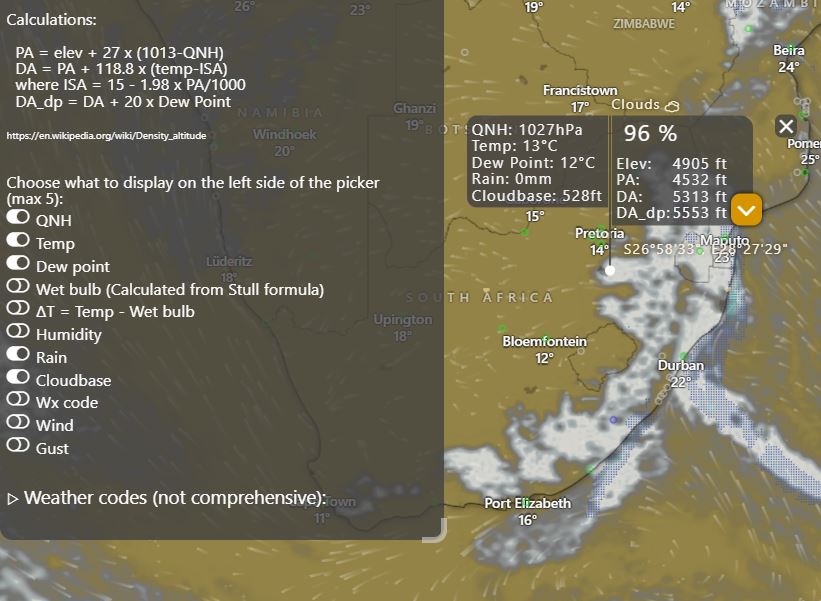 Calculations:
PA = elev + 27 x (1013-QNH)
DA = PA + 118.8 x (temp-ISA)
where ISA = 15 - 1.98 x PA/1000
DA_dp = DA + 20 x Dew Point
https://en.wikipedia.org/wiki/Density_altitude
Choose what to display on the left side of the picker
(max 5):
QNH
Temp
Dew point
Wet bulb (Calculated from Stull formula)
ΔT = Temp - Wet bulb
Humidity
Rain
Cloudbase
Wx code
Wind
Gust
▷ Weather codes (not comprehensive):
26°
23°
NAMIBIA
Windhoek
20°
Ghanzi
19°
Lüderitz
18°
Upington
18°
Town
11°
19°
14°
MOZAMBI
ZIMBABWE
Beira
24°
Francistown
17°
BOTS
Clouds
QNH: 1027hPa
Temp: 13°C
Dew Point: 12°C
Rain: 0mm
Cloudbase: 528ft
96 %
Elev: 4905 ft
PA: 4532 ft
DA: 5313 ft
DA_dp: 5553 ft
Pomen
25°
15°
Pretoria
14°
S26°58'33", E28°27'29"
Maputo
23°
SOUTH AFRICA
Bloemfontein
12°
Durban
22°
Port Elizabeth
16°